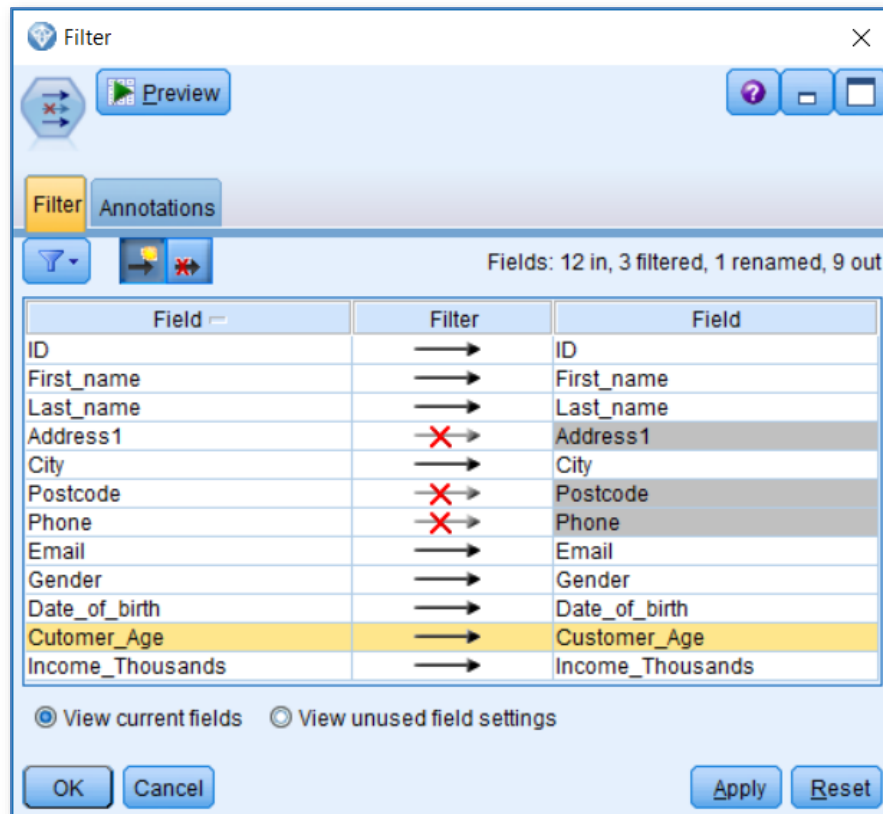 Filter
Preview
?
Filter Annotations
Fields: 12 in, 3 filtered, 1 renamed, 9 out
Field Filter Field
ID ID
First_name First_name
Last_name Last_name
Address1 Address1
City City
Postcode Postcode
Phone Phone
Email Email
Gender Gender
Date_of_birth Date_of_birth
Cutomer_Age Customer_Age
Income_Thousands Income_Thousands
View current fields View unused field settings
OK Cancel Apply Reset